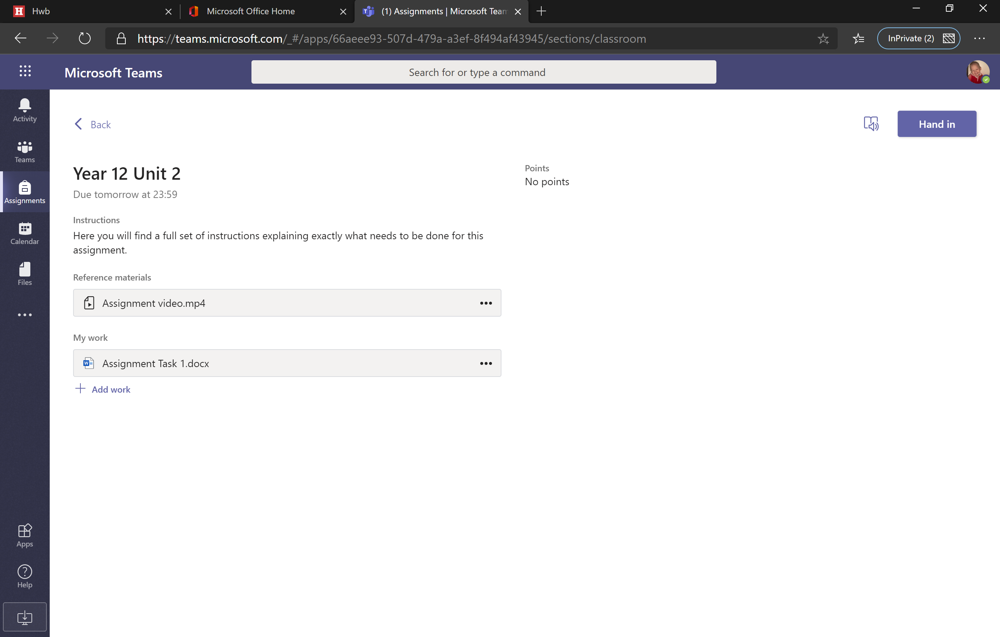 Hwb
Microsoft Office Home
(1) Assignments | Microsoft Team
https://teams.microsoft.com/_#/apps/66aeee93-507d-479a-a3ef-8f494af43945/sections/classroom
InPrivate (2)
Microsoft Teams
Search for or type a command
Activity
Teams
Assignments
Calendar
Files
Apps
Help
Back
Hand in
Year 12 Unit 2
Due tomorrow at 23:59
Points
No points
Instructions
Here you will find a full set of instructions explaining exactly what needs to be done for this
assignment.
Reference materials
Assignment video.mp4
My work
Assignment Task 1.docx
Add work